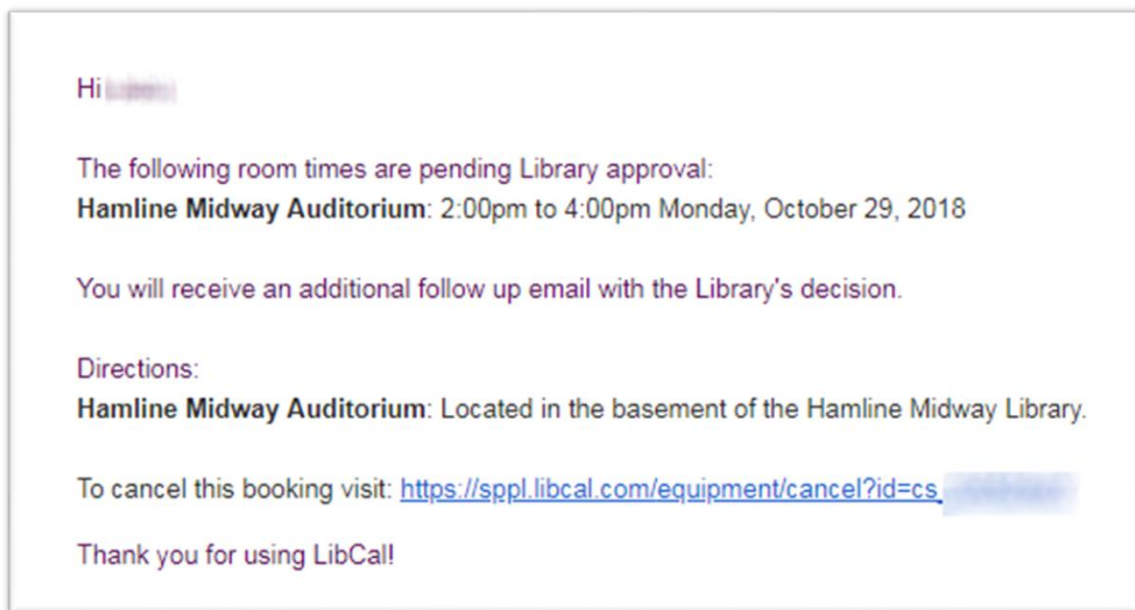 Hi
The following room times are pending Library approval:
Hamline Midway Auditorium: 2:00pm to 4:00pm Monday, October 29, 2018
You will receive an additional follow up email with the Library's decision.
Directions:
Hamline Midway Auditorium: Located in the basement of the Hamline Midway Library.
To cancel this booking visit: https://sppl.libcal.com/equipment/cancel?id=cs_
Thank you for using LibCal!